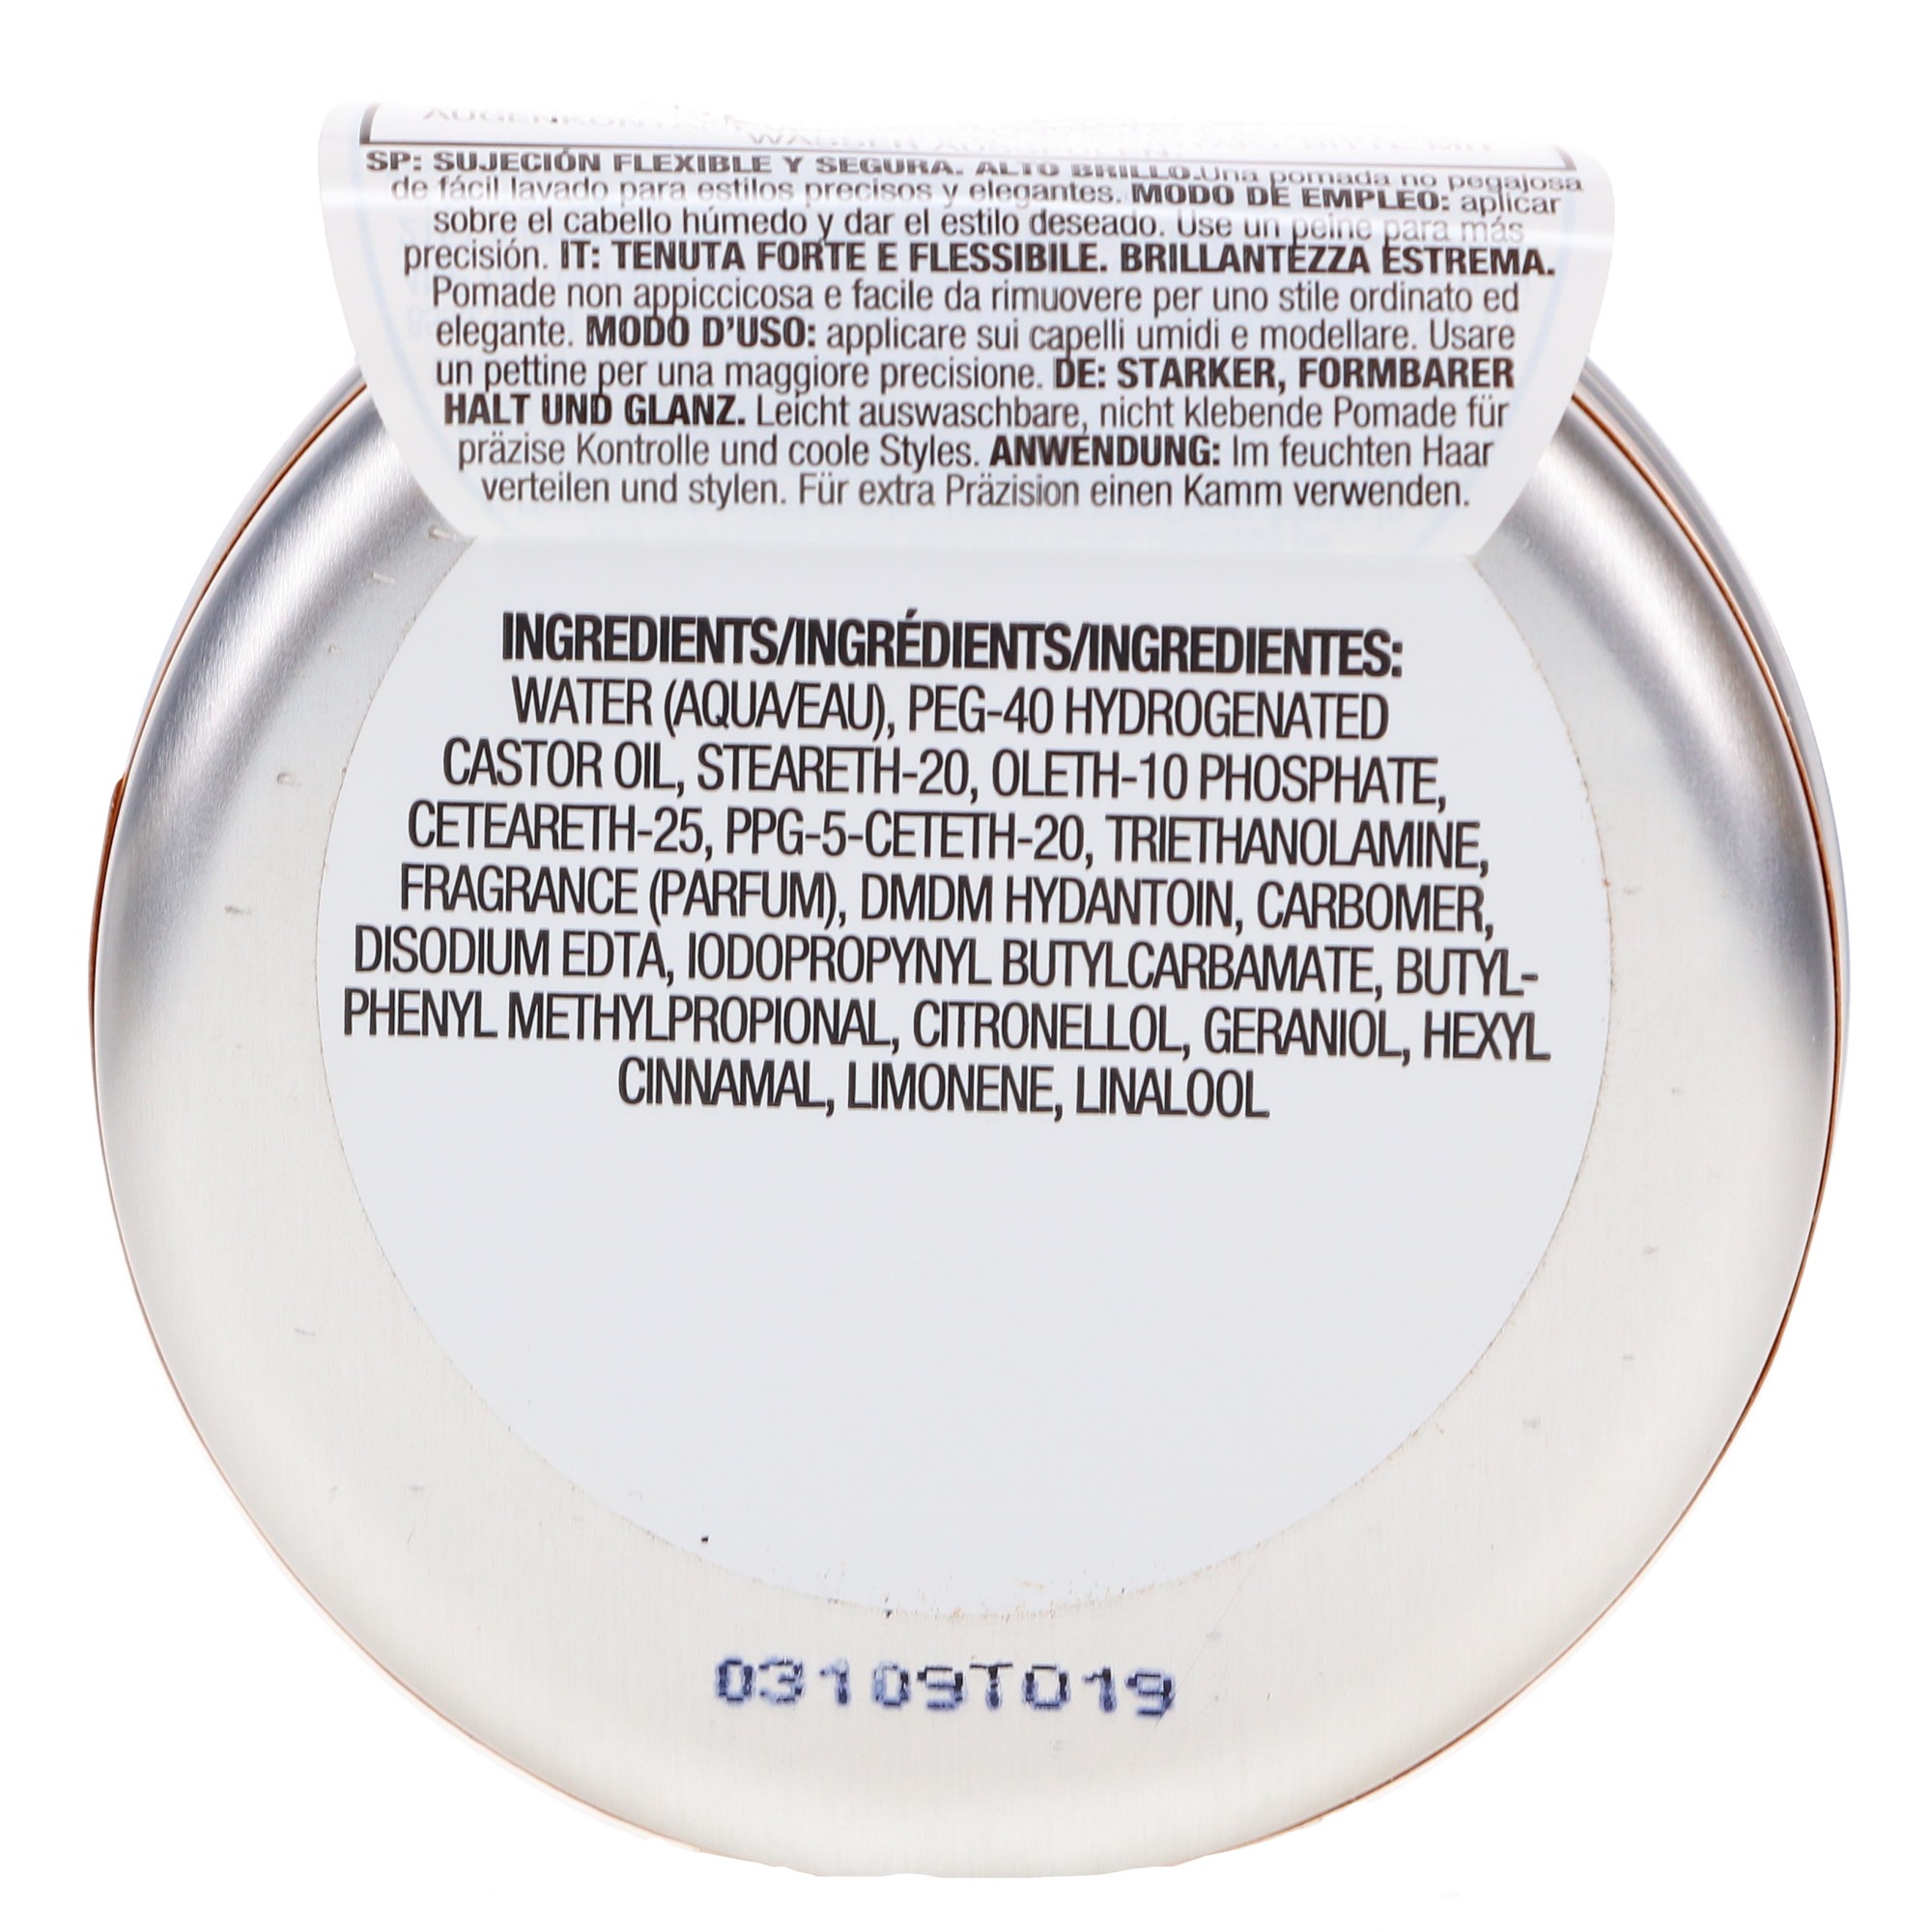 SP: SUJECIÓN FLEXIBLE Y SEGURA. ALTO BRILLO.Una pomada no pegajosa
de fácil lavado para estilos precisos y elegantes. MODO DE EMPLEO: aplicar
sobre el cabello húmedo y dar el estilo deseado. Use un peine para más
precisión. IT: TENUTA FORTE E FLESSIBILE. BRILLANTEZZA ESTREMA.
Pomade non appiccicosa e facile da rimuovere per uno stile ordinato ed
elegante. MODO D'USO: applicare sui capelli umidi e modellare. Usare
un pettine per una maggiore precisione. DE: STARKER, FORMBARER
HALT UND GLANZ. Leicht auswaschbare, nicht klebende Pomade für
präzise Kontrolle und coole Styles. ANWENDUNG: Im feuchten Haar
verteilen und stylen. Für extra Präzision einen Kamm verwenden.
INGREDIENTS/INGRÉDIENTS/INGREDIENTES:
WATER (AQUA/EAU), PEG-40 HYDROGENATED
CASTOR OIL, STEARETH-20, OLETH-10 PHOSPHATE,
CETEARETH-25, PPG-5-CETETH-20, TRIETHANOLAMINE,
FRAGRANCE (PARFUM), DMDM HYDANTOIN, CARBOMER,
DISODIUM EDTA, IODOPROPYNYL BUTYLCARBAMATE, BUTYL-
PHENYL METHYLPROPIONAL, CITRONELLOL, GERANIOL, HEXYL
CINNAMAL, LIMONENE, LINALOOL
03109TO19